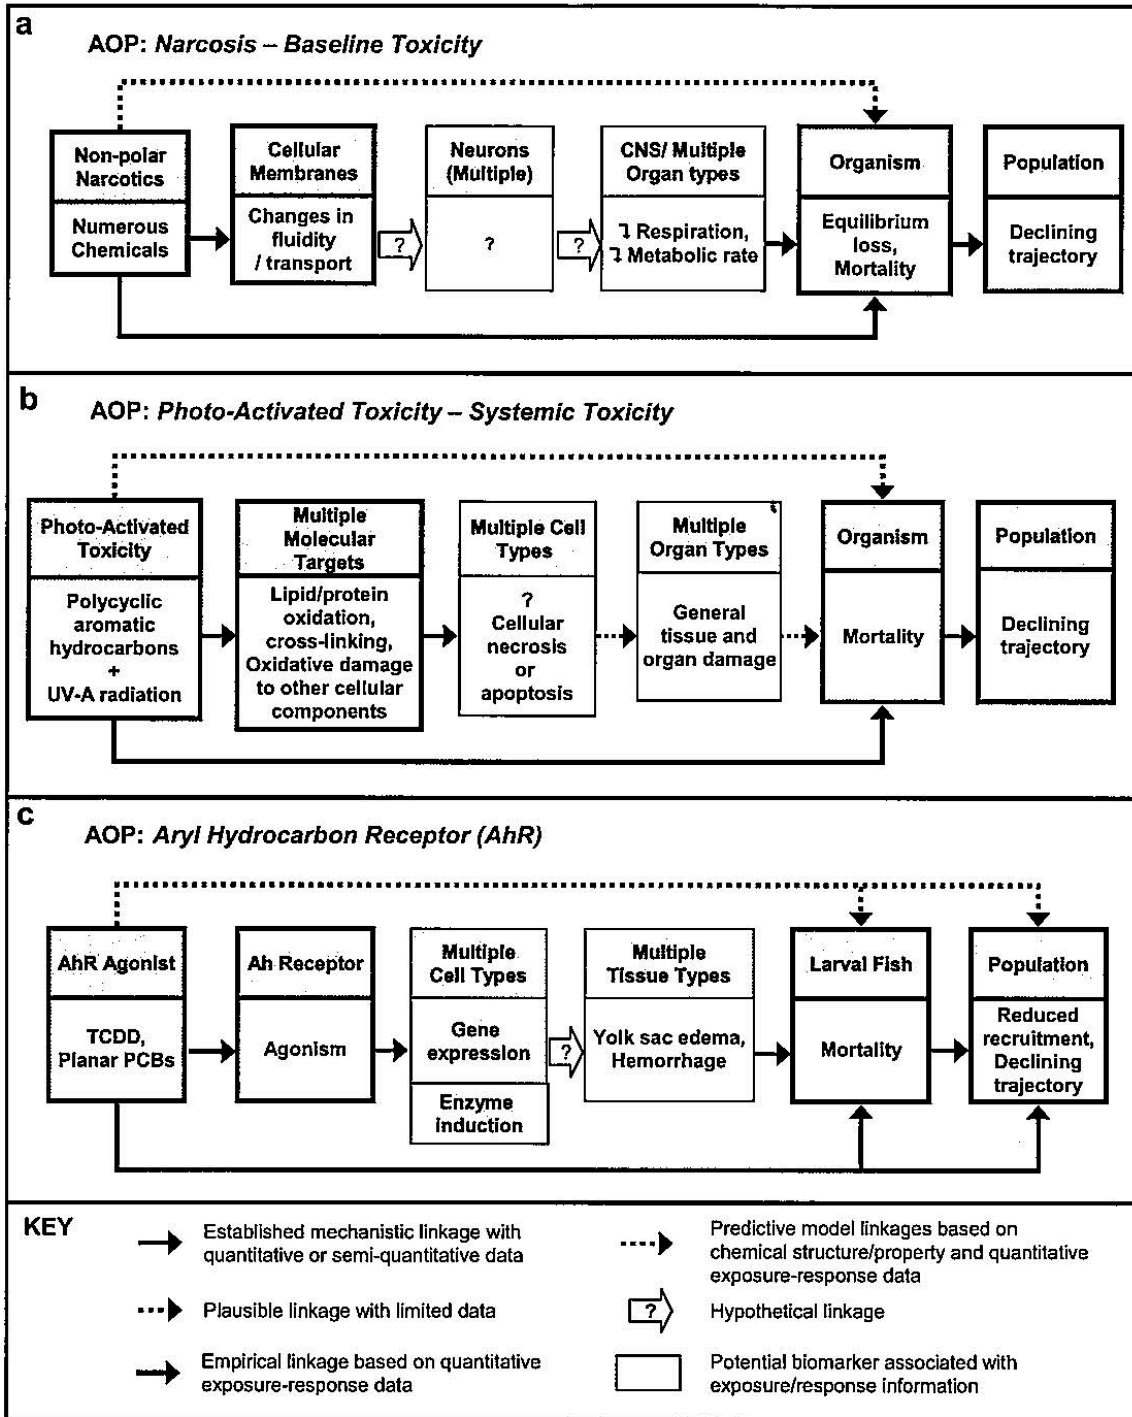 a
AOP: Narcosis – Baseline Toxicity
Non-polar
Narcotics
Numerous
Chemicals
Cellular
Membranes
Changes in
fluidity
/ transport
?
Neurons
(Multiple)
?
?
CNS/ Multiple
Organ types
↴ Respiration,
↴ Metabolic rate
Organism
Equilibrium
loss,
Mortality
Population
Declining
trajectory
b
AOP: Photo-Activated Toxicity – Systemic Toxicity
Photo-Activated
Toxicity
Polycyclic
aromatic
hydrocarbons
+
UV-A radiation
Multiple
Molecular
Targets
Lipid/protein
oxidation,
cross-linking,
Oxidative damage
to other cellular
components
Multiple Cell
Types
?
Cellular
necrosis
or
apoptosis
Multiple
Organ Types
General
tissue and
organ damage
Organism
Mortality
Population
Declining
trajectory
c
AOP: Aryl Hydrocarbon Receptor (AhR)
AhR Agonist
TCDD,
Planar PCBs
Ah Receptor
Agonism
Multiple
Cell Types
Gene
expression
Enzyme
induction
?
Multiple
Tissue Types
Yolk sac edema,
Hemorrhage
Larval Fish
Mortality
Population
Reduced
recruitment,
Declining
trajectory
KEY
Established mechanistic linkage with
quantitative or semi-quantitative data
Plausible linkage with limited data
Empirical linkage based on quantitative
exposure-response data
Predictive model linkages based on
chemical structure/property and quantitative
exposure-response data
?
Hypothetical linkage
Potential biomarker associated with
exposure/response information